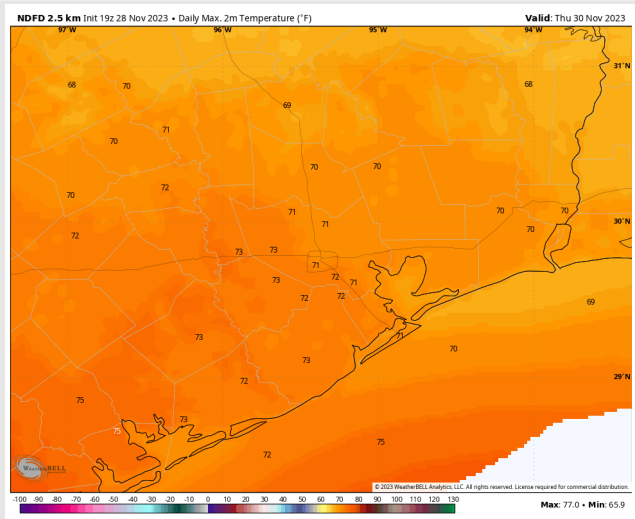 NDFD 2.5 km Init 19z 28 Nov 2023 • Daily Max. 2m Temperature (°F) Valid: Thu 30 Nov 2023
97°W 96°W 95°W 94°W
31°N
68 70 68
69
71
70
70 70
72
70
71 70 70
71 70
30°N
72
73 73
71
73 72 71
72 72
69
73 71
70
73
29°N
72
75
73
75
75
72
WEATHERBELL
© 2023 WeatherBELL Analytics, LLC. All rights reserved. License required for commercial distribution.
-100 -90 -80 -70 -60 -50 -40 -30 -20 -10 0 10 20 30 40 50 60 70 80 90 100 110 120 130
Max: 77.0 • Min: 65.9